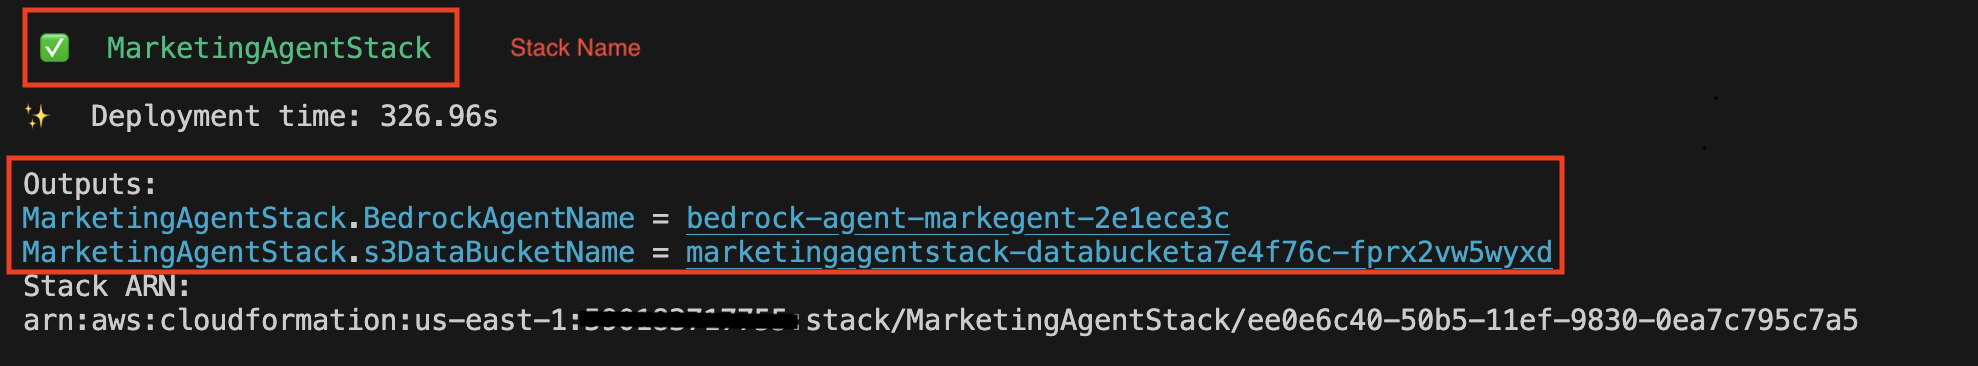 ✅ MarketingAgentStack Stack Name
✨ Deployment time: 326.96s
Outputs:
MarketingAgentStack.BedrockAgentName = bedrock-agent-markegent-2e1ece3c
MarketingAgentStack.s3DataBucketName = marketingagentstack-databucketa7e4f76c-fprx2vw5wyxd
Stack ARN:
arn:aws:cloudformation:us-east-1: stack/MarketingAgentStack/ee0e6c40-50b5-11ef-9830-0ea7c795c7a5